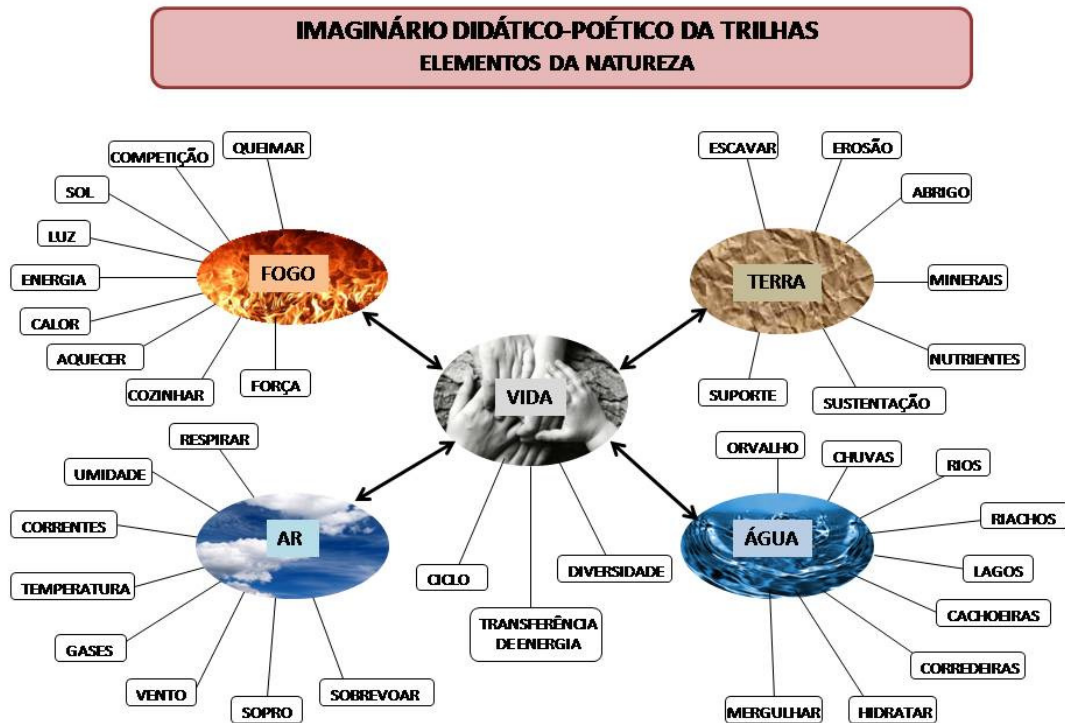 IMAGINÁRIO DIDÁTICO-POÉTICO DA TRILHAS
ELEMENTOS DA NATUREZA
QUEIMAR
COMPETIÇÃO
SOL
LUZ
ENERGIA
CALOR
AQUECER
COZINHAR
FORÇA
FOGO
ESCAVAR
EROSÃO
ABRIGO
MINERAIS
NUTRIENTES
SUSTENTAÇÃO
SUPORTE
TERRA
VIDA
CICLO
TRANSFERÊNCIA
DE ENERGIA
DIVERSIDADE
RESPIRAR
UMIDADE
CORRENTES
TEMPERATURA
GASES
VENTO
SOPRO
SOBREVOAR
AR
ORVALHO
CHUVAS
RIOS
RIACHOS
LAGOS
CACHOEIRAS
CORREDEIRAS
HIDRATAR
MERGULHAR
ÁGUA